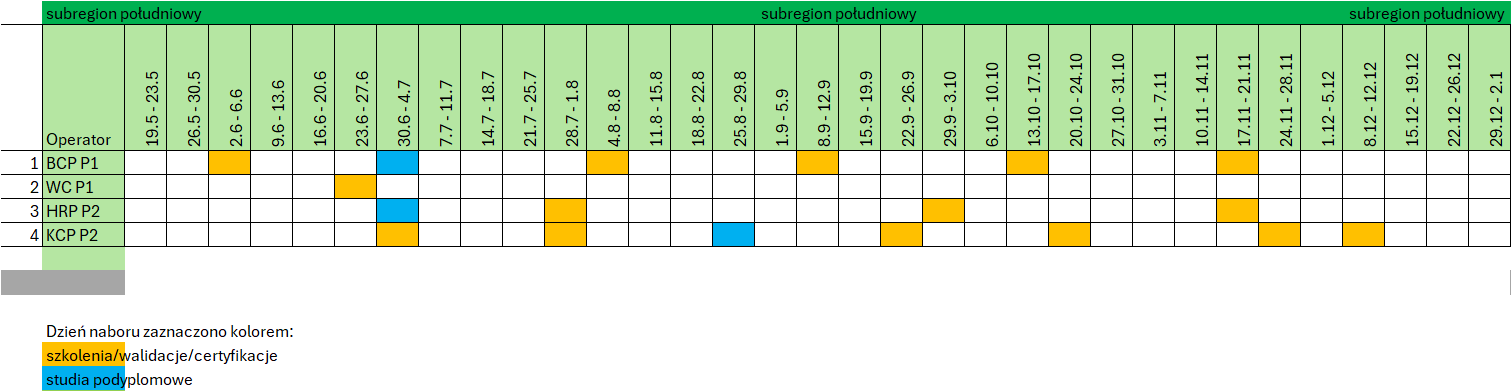 subregion południowy subregion południowy subregion południowy
Operator 19.5 - 23.5 26.5 - 30.5 2.6 - 6.6 9.6 - 13.6 16.6 - 20.6 23.6 - 27.6 30.6 - 4.7 7.7 - 11.7 14.7 - 18.7 21.7 - 25.7 28.7 - 1.8 4.8 - 8.8 11.8 - 15.8 18.8 - 22.8 25.8 - 29.8 1.9 - 5.9 8.9 - 12.9 15.9 - 19.9 22.9 - 26.9 29.9 - 3.10 6.10 - 10.10 13.10 - 17.10 20.10 - 24.10 27.10 - 31.10 3.11 - 7.11 10.11 - 14.11 17.11 - 21.11 24.11 - 28.11 1.12 - 5.12 8.12 - 12.12 15.12 - 19.12 22.12 - 26.12 29.12 - 2.1
1 BCP P1
2 WC P1
3 HRP P2
4 KCP P2
Dzień naboru zaznaczono kolorem:
szkolenia/walidacje/certyfikacje
studia podyplomowe